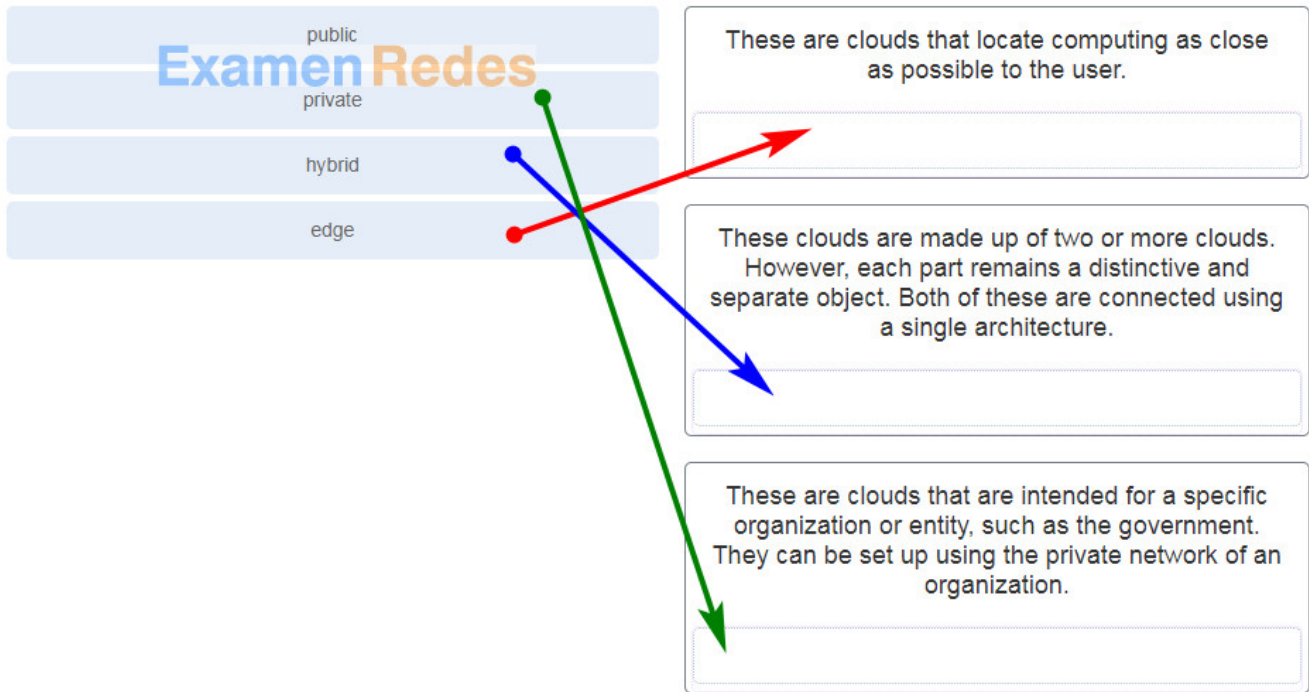 public
Examen Redes
private
hybrid
edge
These are clouds that locate computing as close
as possible to the user.
These clouds are made up of two or more clouds.
However, each part remains a distinctive and
separate object. Both of these are connected using
a single architecture.
These are clouds that are intended for a specific
organization or entity, such as the government.
They can be set up using the private network of an
organization.